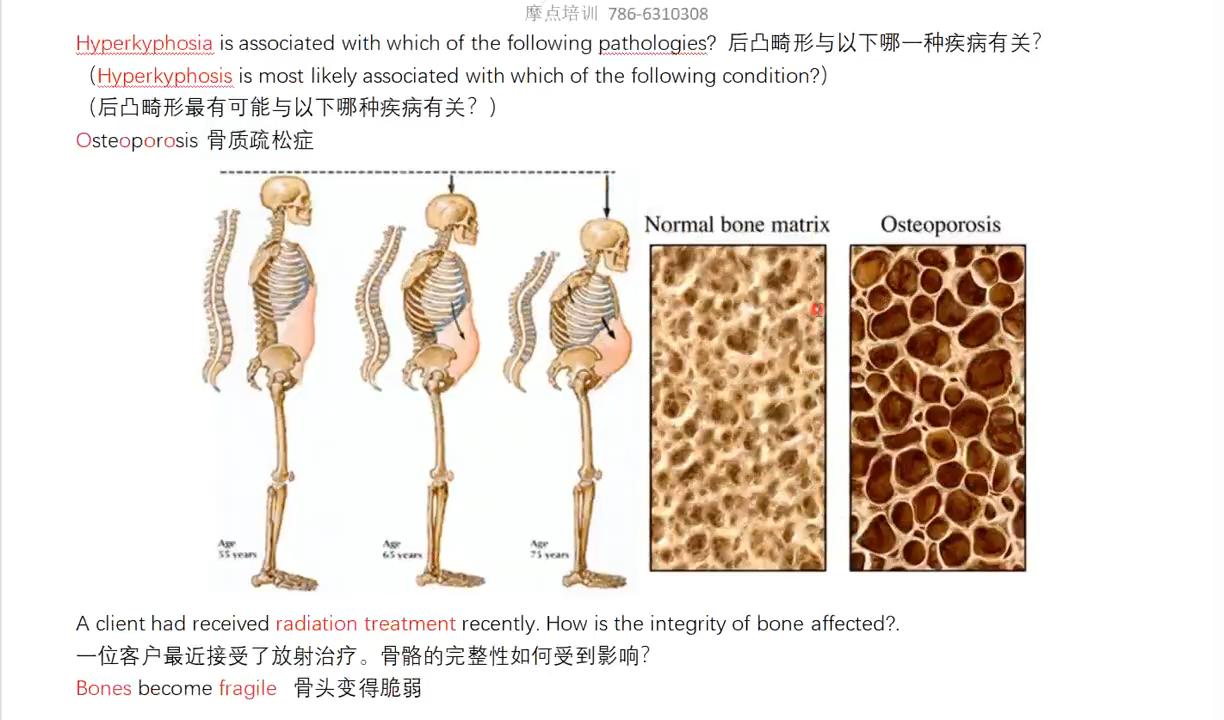 摩点培训 786-6310308
Hyperkyphosia is associated with which of the following pathologies? 后凸畸形与以下哪一种疾病有关?
（Hyperkyphosis is most likely associated with which of the following condition?）
（后凸畸形最有可能与以下哪种疾病有关? ）
Osteoporosis 骨质疏松症
Normal bone matrix
Osteoporosis
Age
55 years
Age
65 years
Age
75 years
A client had received radiation treatment recently. How is the integrity of bone affected?.
一位客户最近接受了放射治疗。骨骼的完整性如何受到影响?
Bones become fragile 骨头变得脆弱